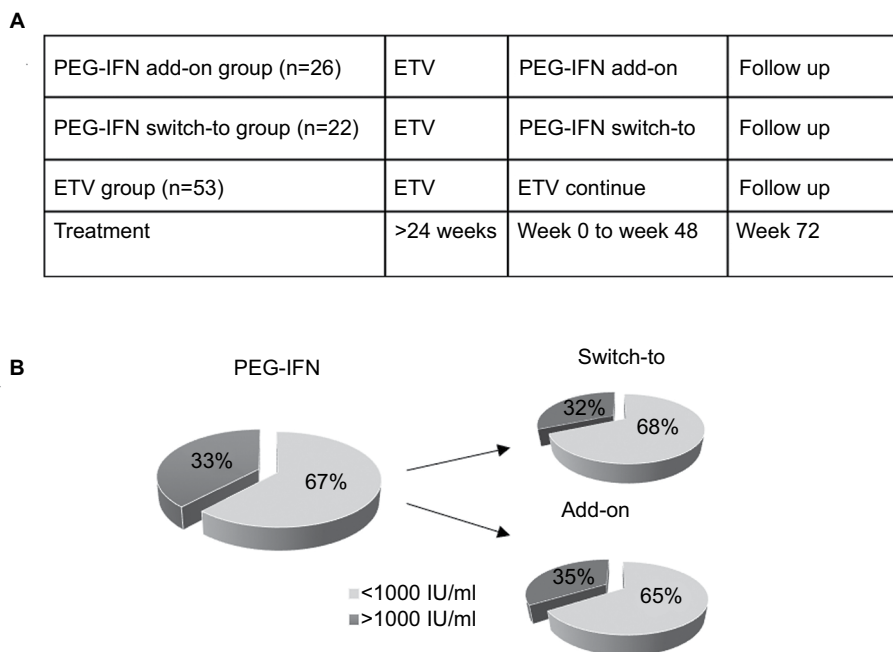 A
PEG-IFN add-on group (n=26) ETV PEG-IFN add-on Follow up
PEG-IFN switch-to group (n=22) ETV PEG-IFN switch-to Follow up
ETV group (n=53) ETV ETV continue Follow up
Treatment >24 weeks Week 0 to week 48 Week 72
B
PEG-IFN
33%
67%
Switch-to
32%
68%
Add-on
35%
65%
<1000 IU/ml
>1000 IU/ml